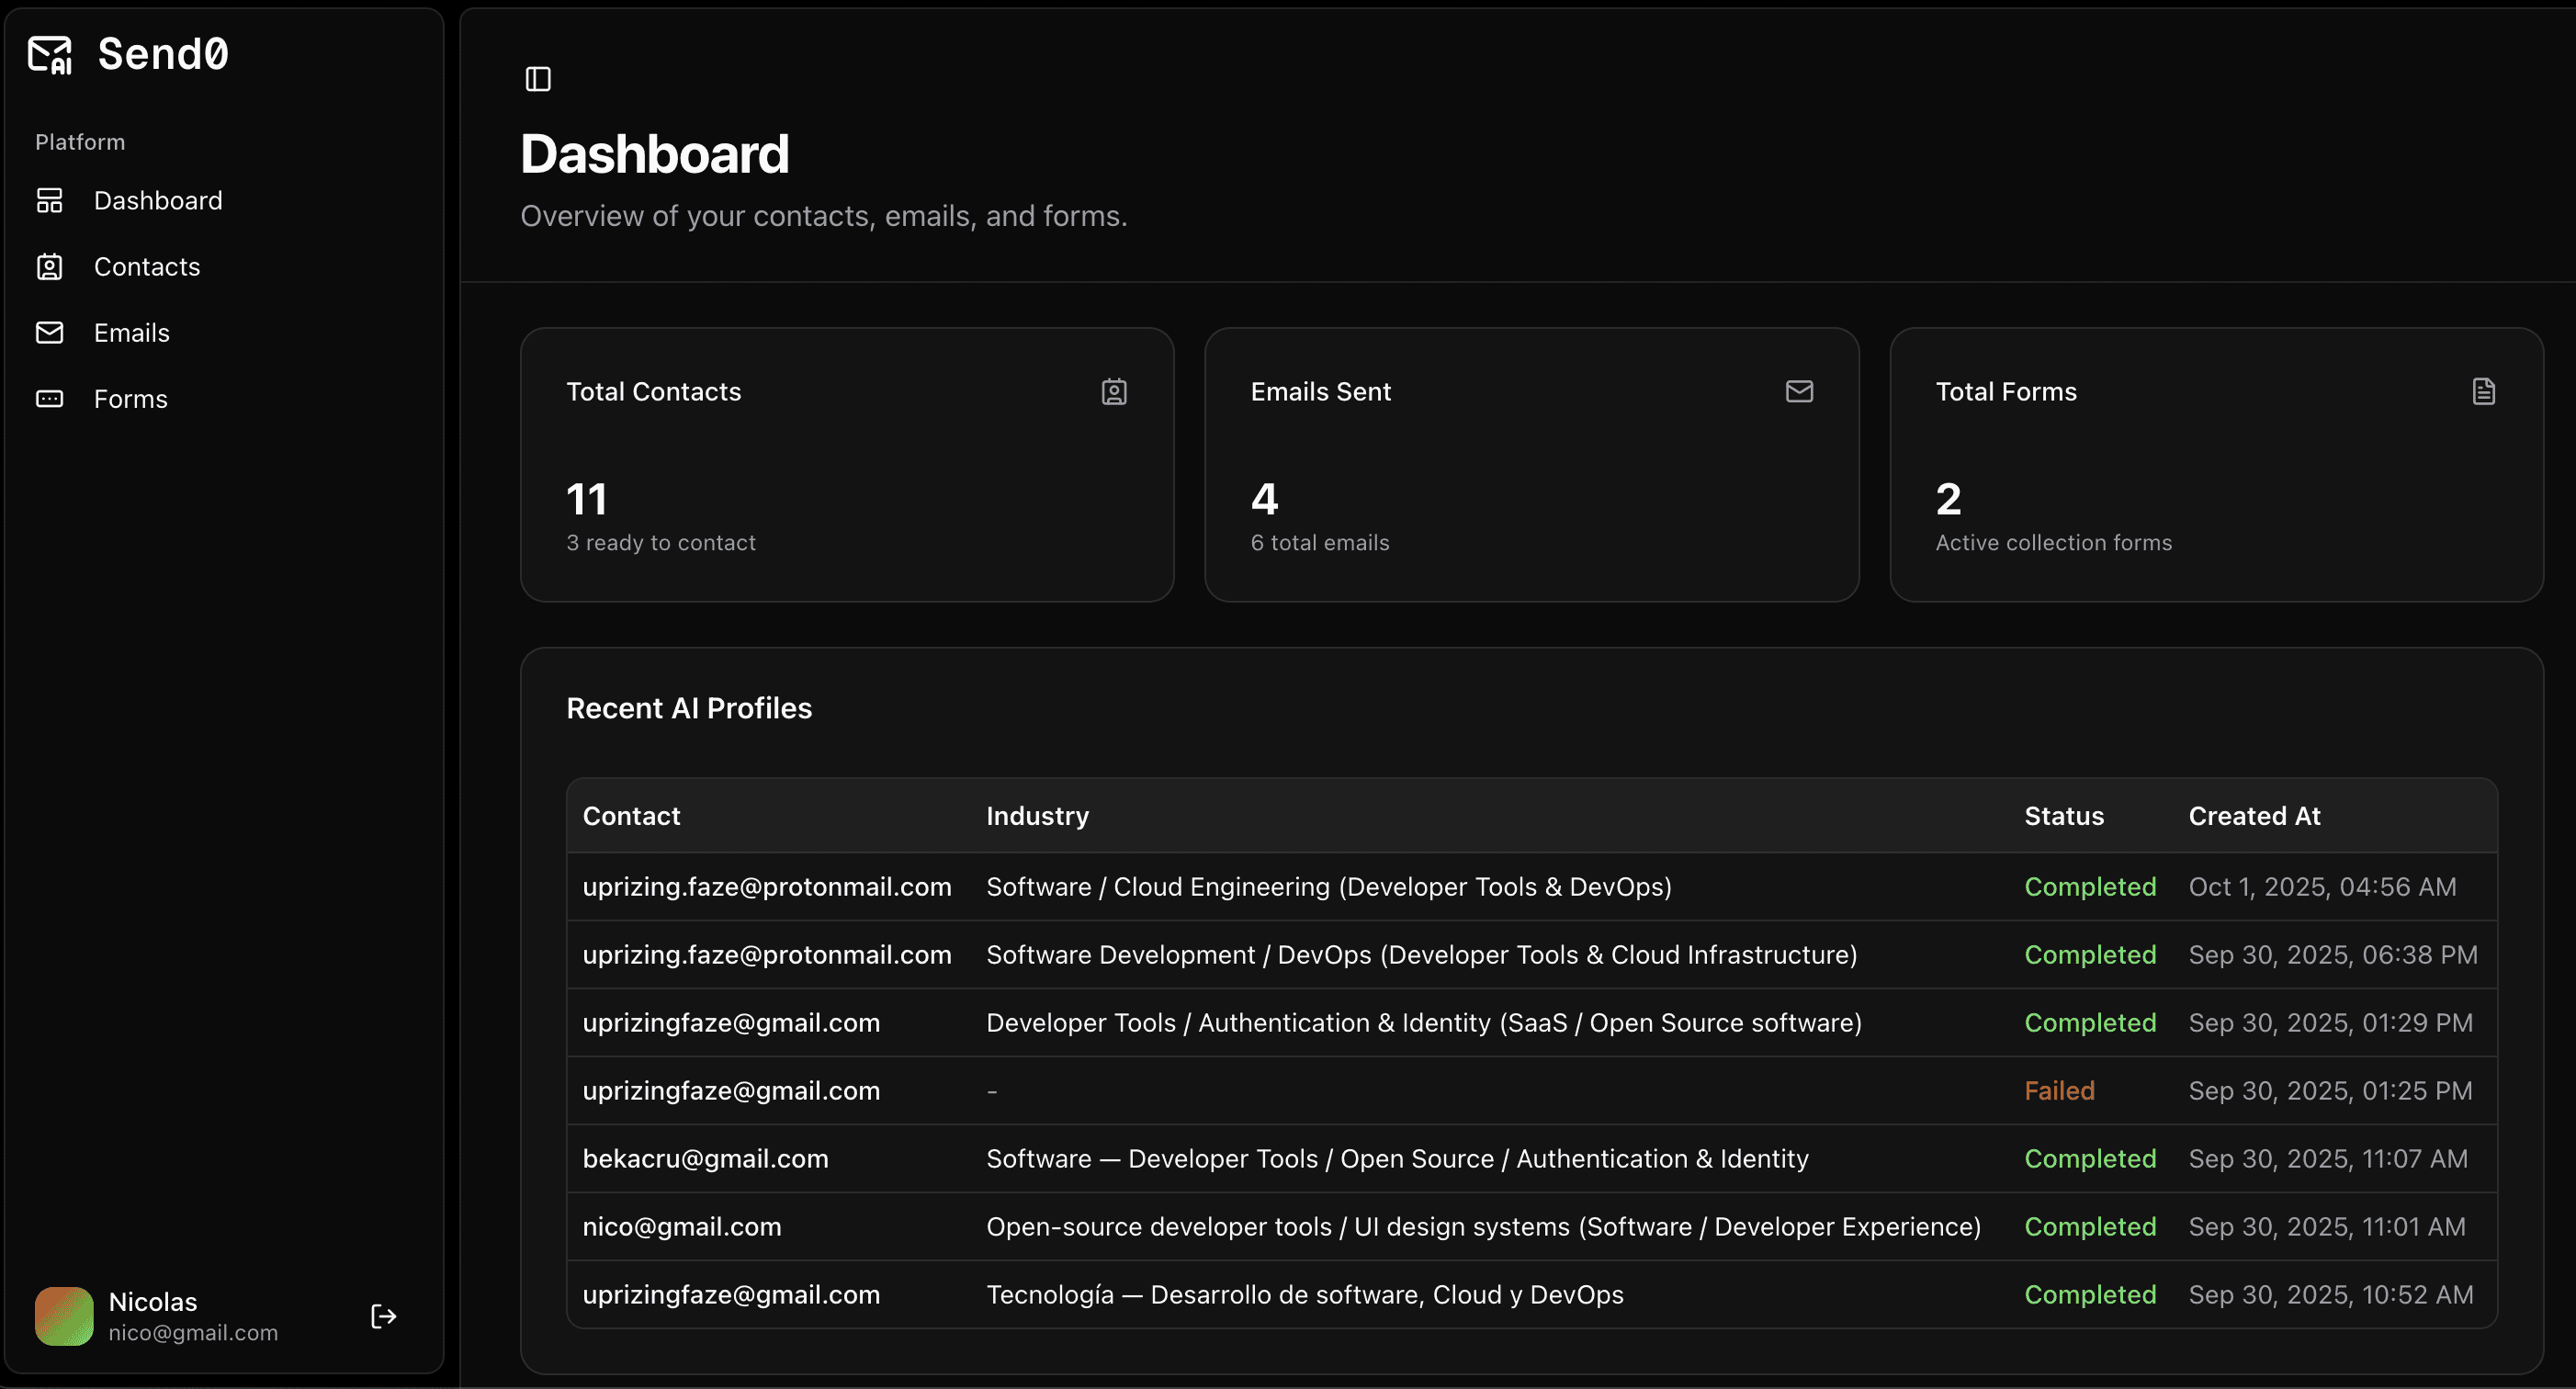 Send0
Platform
Dashboard
Contacts
Emails
Forms
Nicolas
nico@gmail.com
Dashboard
Overview of your contacts, emails, and forms.
Total Contacts
11
3 ready to contact
Emails Sent
4
6 total emails
Total Forms
2
Active collection forms
Recent AI Profiles
Contact Industry Status Created At
uprizing.faze@protonmail.com Software / Cloud Engineering (Developer Tools & DevOps) Completed Oct 1, 2025, 04:56 AM
uprizing.faze@protonmail.com Software Development / DevOps (Developer Tools & Cloud Infrastructure) Completed Sep 30, 2025, 06:38 PM
uprizingfaze@gmail.com Developer Tools / Authentication & Identity (SaaS / Open Source software) Completed Sep 30, 2025, 01:29 PM
uprizingfaze@gmail.com - Failed Sep 30, 2025, 01:25 PM
bekacru@gmail.com Software — Developer Tools / Open Source / Authentication & Identity Completed Sep 30, 2025, 11:07 AM
nico@gmail.com Open-source developer tools / UI design systems (Software / Developer Experience) Completed Sep 30, 2025, 11:01 AM
uprizingfaze@gmail.com Tecnología — Desarrollo de software, Cloud y DevOps Completed Sep 30, 2025, 10:52 AM